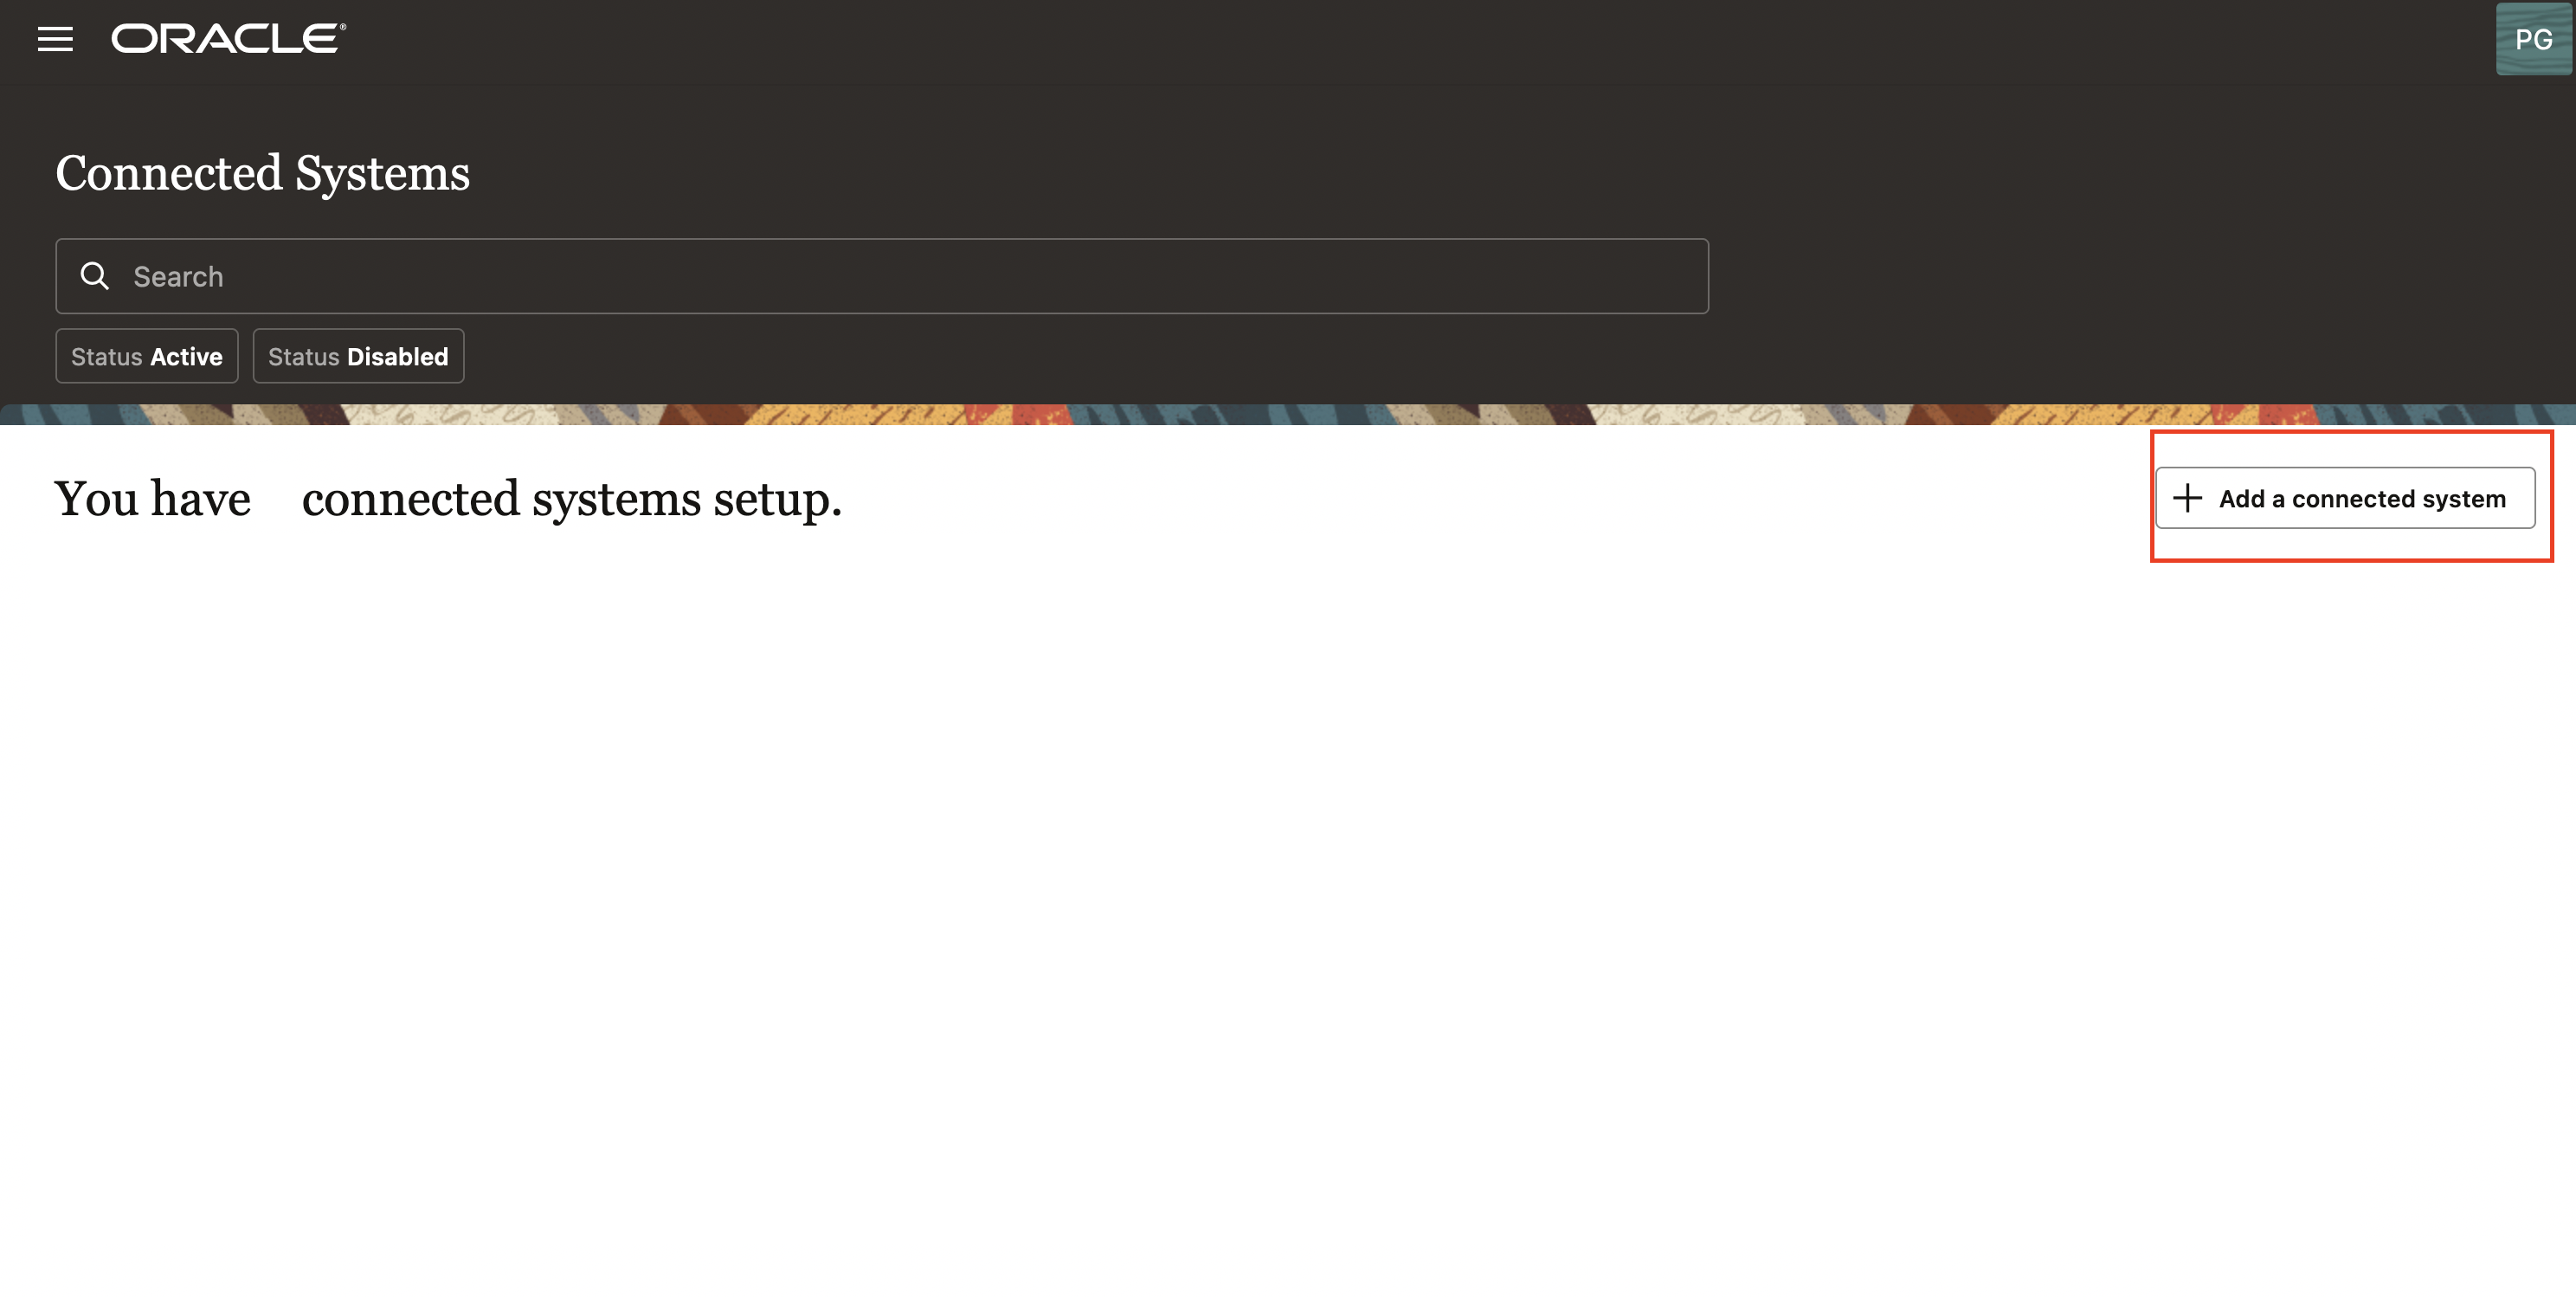 ORACLE®
PG
Connected Systems
Search
Status Active Status Disabled
You have connected systems setup.
+ Add a connected system